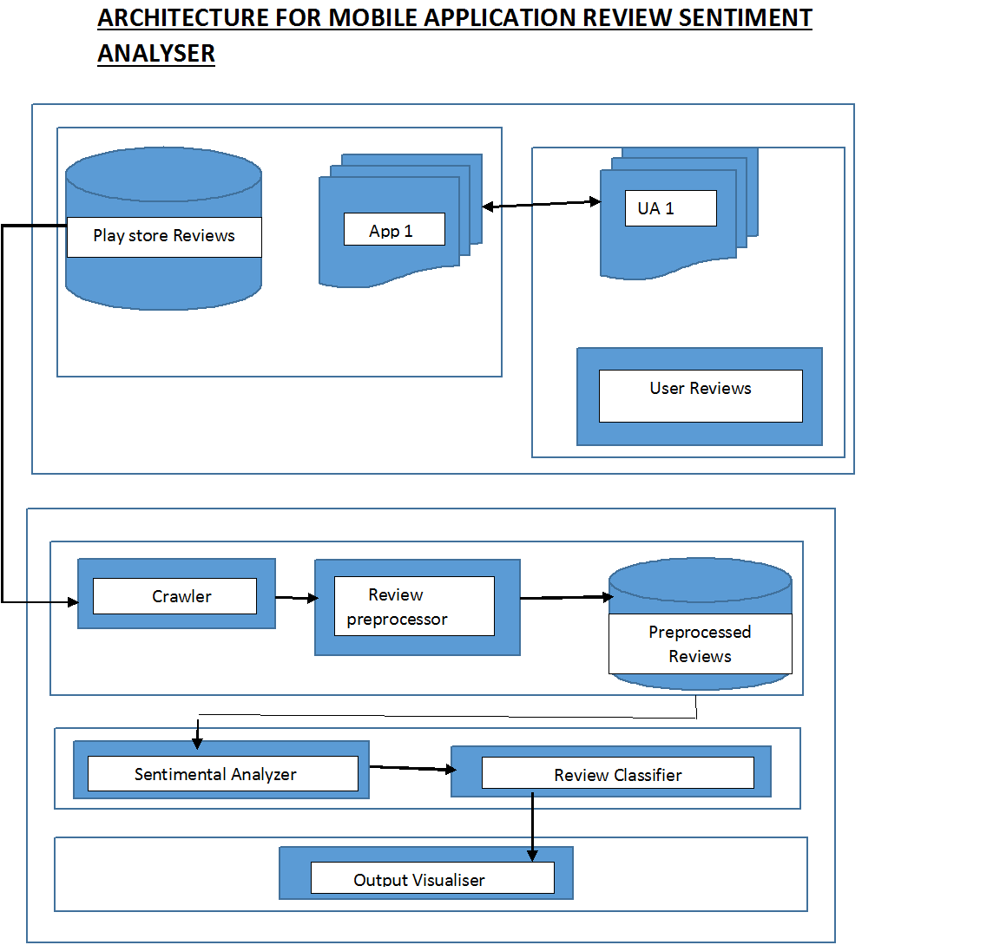 ARCHITECTURE FOR MOBILE APPLICATION REVIEW SENTIMENT
ANALYSER
Play store Reviews
App 1
UA 1
User Reviews
Crawler
Review
preprocessor
Preprocessed
Reviews
Sentimental Analyzer
Review Classifier
Output Visualiser